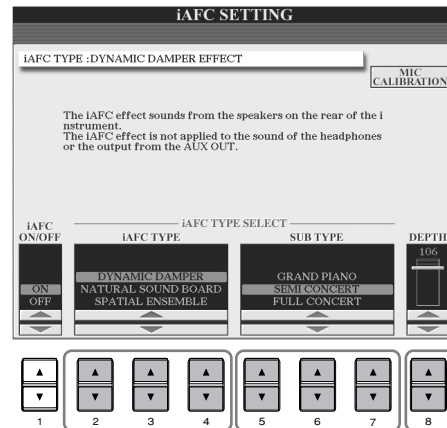 iAFC SETTING
iAFC TYPE :DYNAMIC DAMPER EFFECT
MIC
CALIBRATION
The iAFC effect sounds from the speakers on the rear of the i
nstrument.
The iAFC effect is not applied to the sound of the headphones
or the output from the AUX OUT.
iAFC
ON/OFF
iAFC TYPE SELECT
iAFC TYPE
SUB TYPE
DEPTH
106
ON
OFF
DYNAMIC DAMPER
NATURAL SOUND BOARD
SPATIAL ENSEMBLE
GRAND PIANO
SEMI CONCERT
FULL CONCERT
1 2 3 4 5 6 7 8